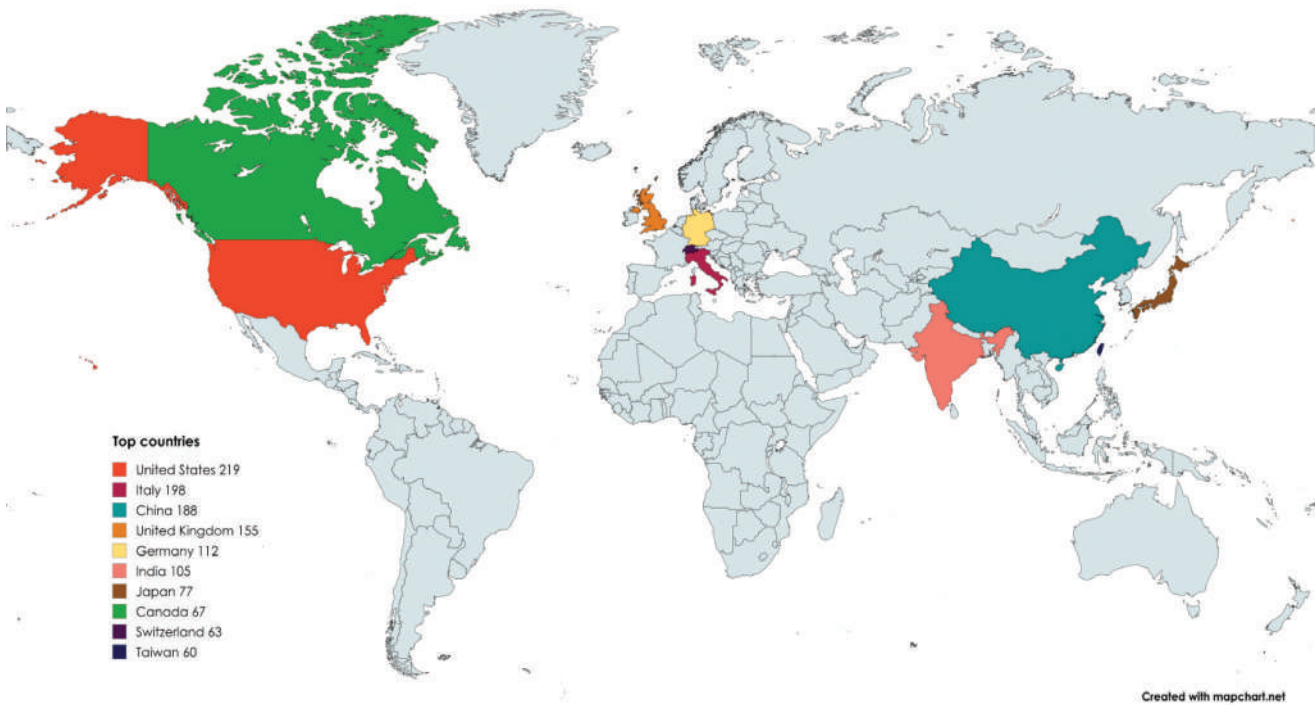 Top countries
United States 219
Italy 198
China 188
United Kingdom 155
Germany 112
India 105
Japan 77
Canada 67
Switzerland 63
Taiwan 60
Created with mapchart.net